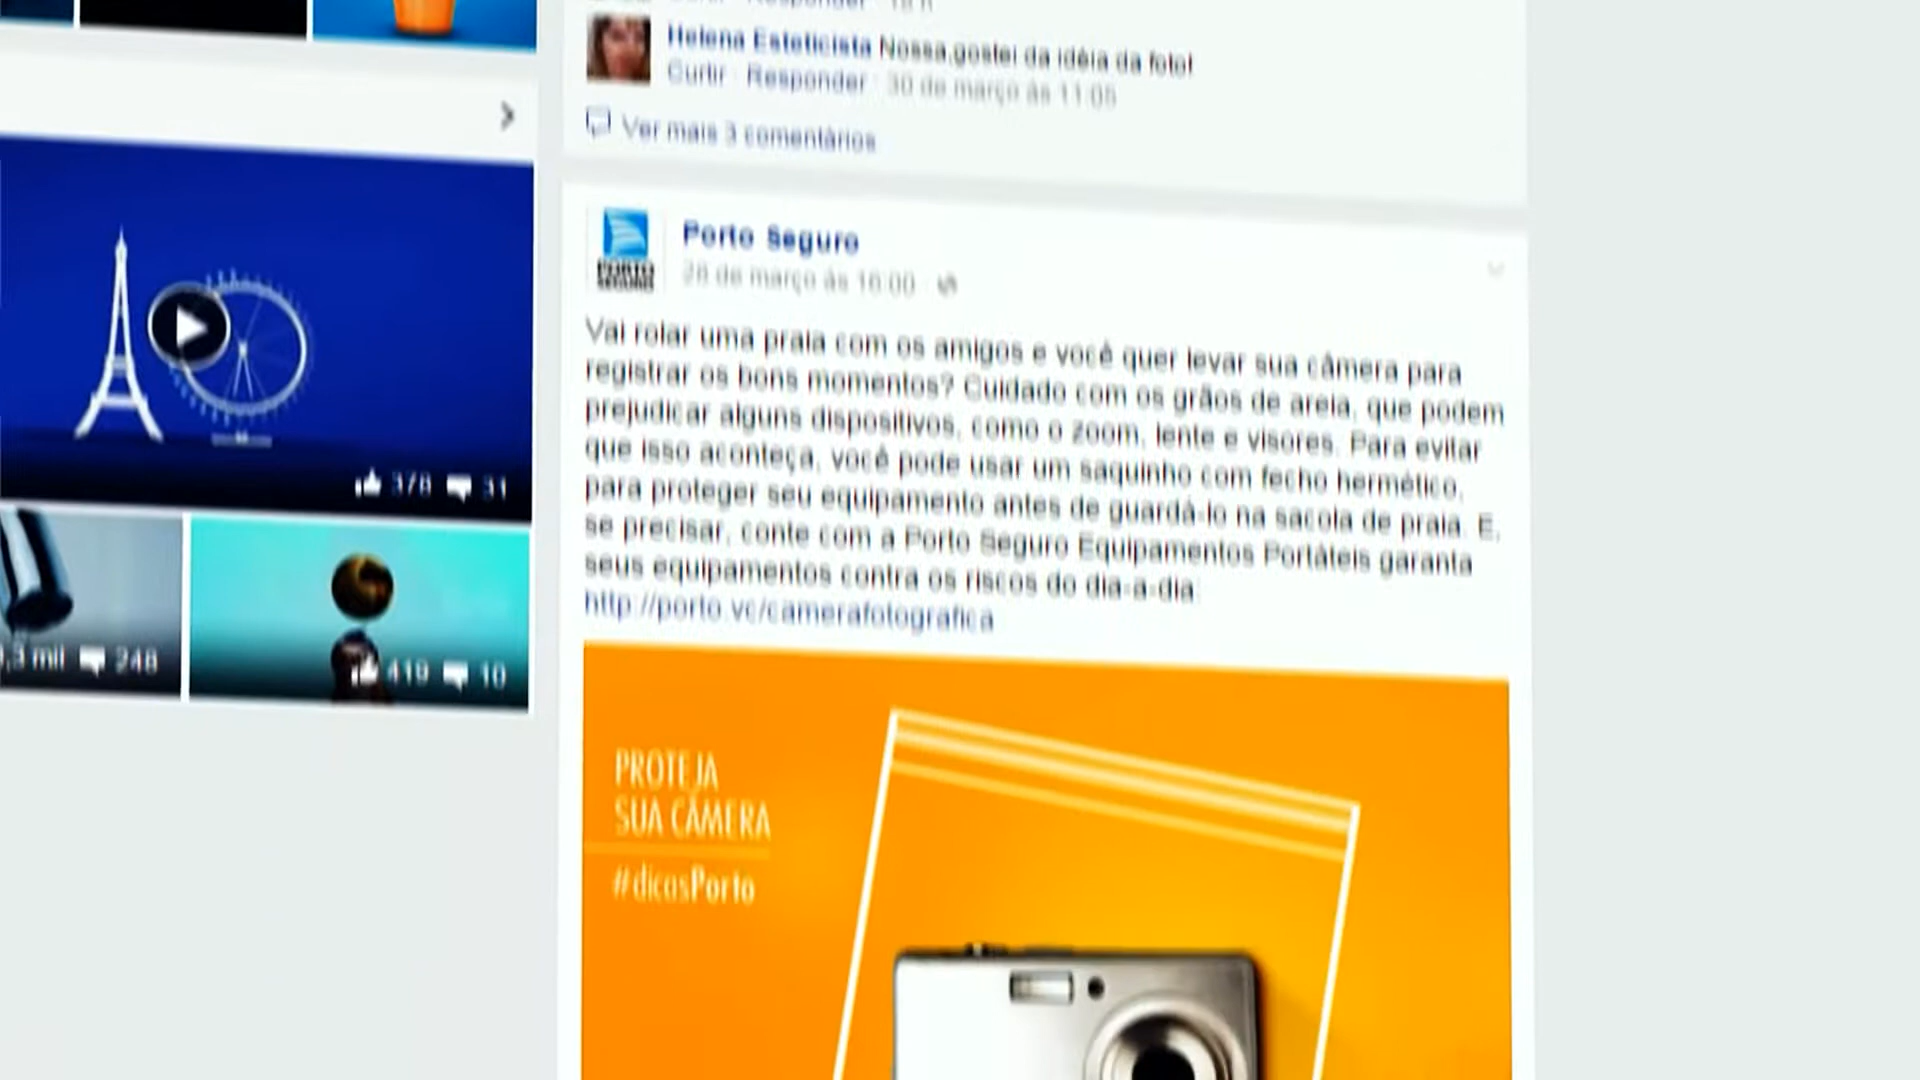 Helena Esteticista Nossa,gostei da idéia da foto!
Curtir · Responder · 30 de março às 11:05
Ver mais 3 comentários
Porto Seguro
28 de março às 16:00
PORTO
SEGURO
Vai rolar uma praia com os amigos e você quer levar sua câmera para
registrar os bons momentos? Cuidado com os grãos de areia, que podem
prejudicar alguns dispositivos, como o zoom, lente e visores. Para evitar
que isso aconteça, você pode usar um saquinho com fecho hermético,
para proteger seu equipamento antes de guardá-lo na sacola de praia. E,
se precisar, conte com a Porto Seguro Equipamentos Portáteis garanta
seus equipamentos contra os riscos do dia-a-dia:
http://porto.vc/camerafotografica
PROTEJA
SUA CÂMERA
#dicasPorto
378 31
,3 mil 248
419 10